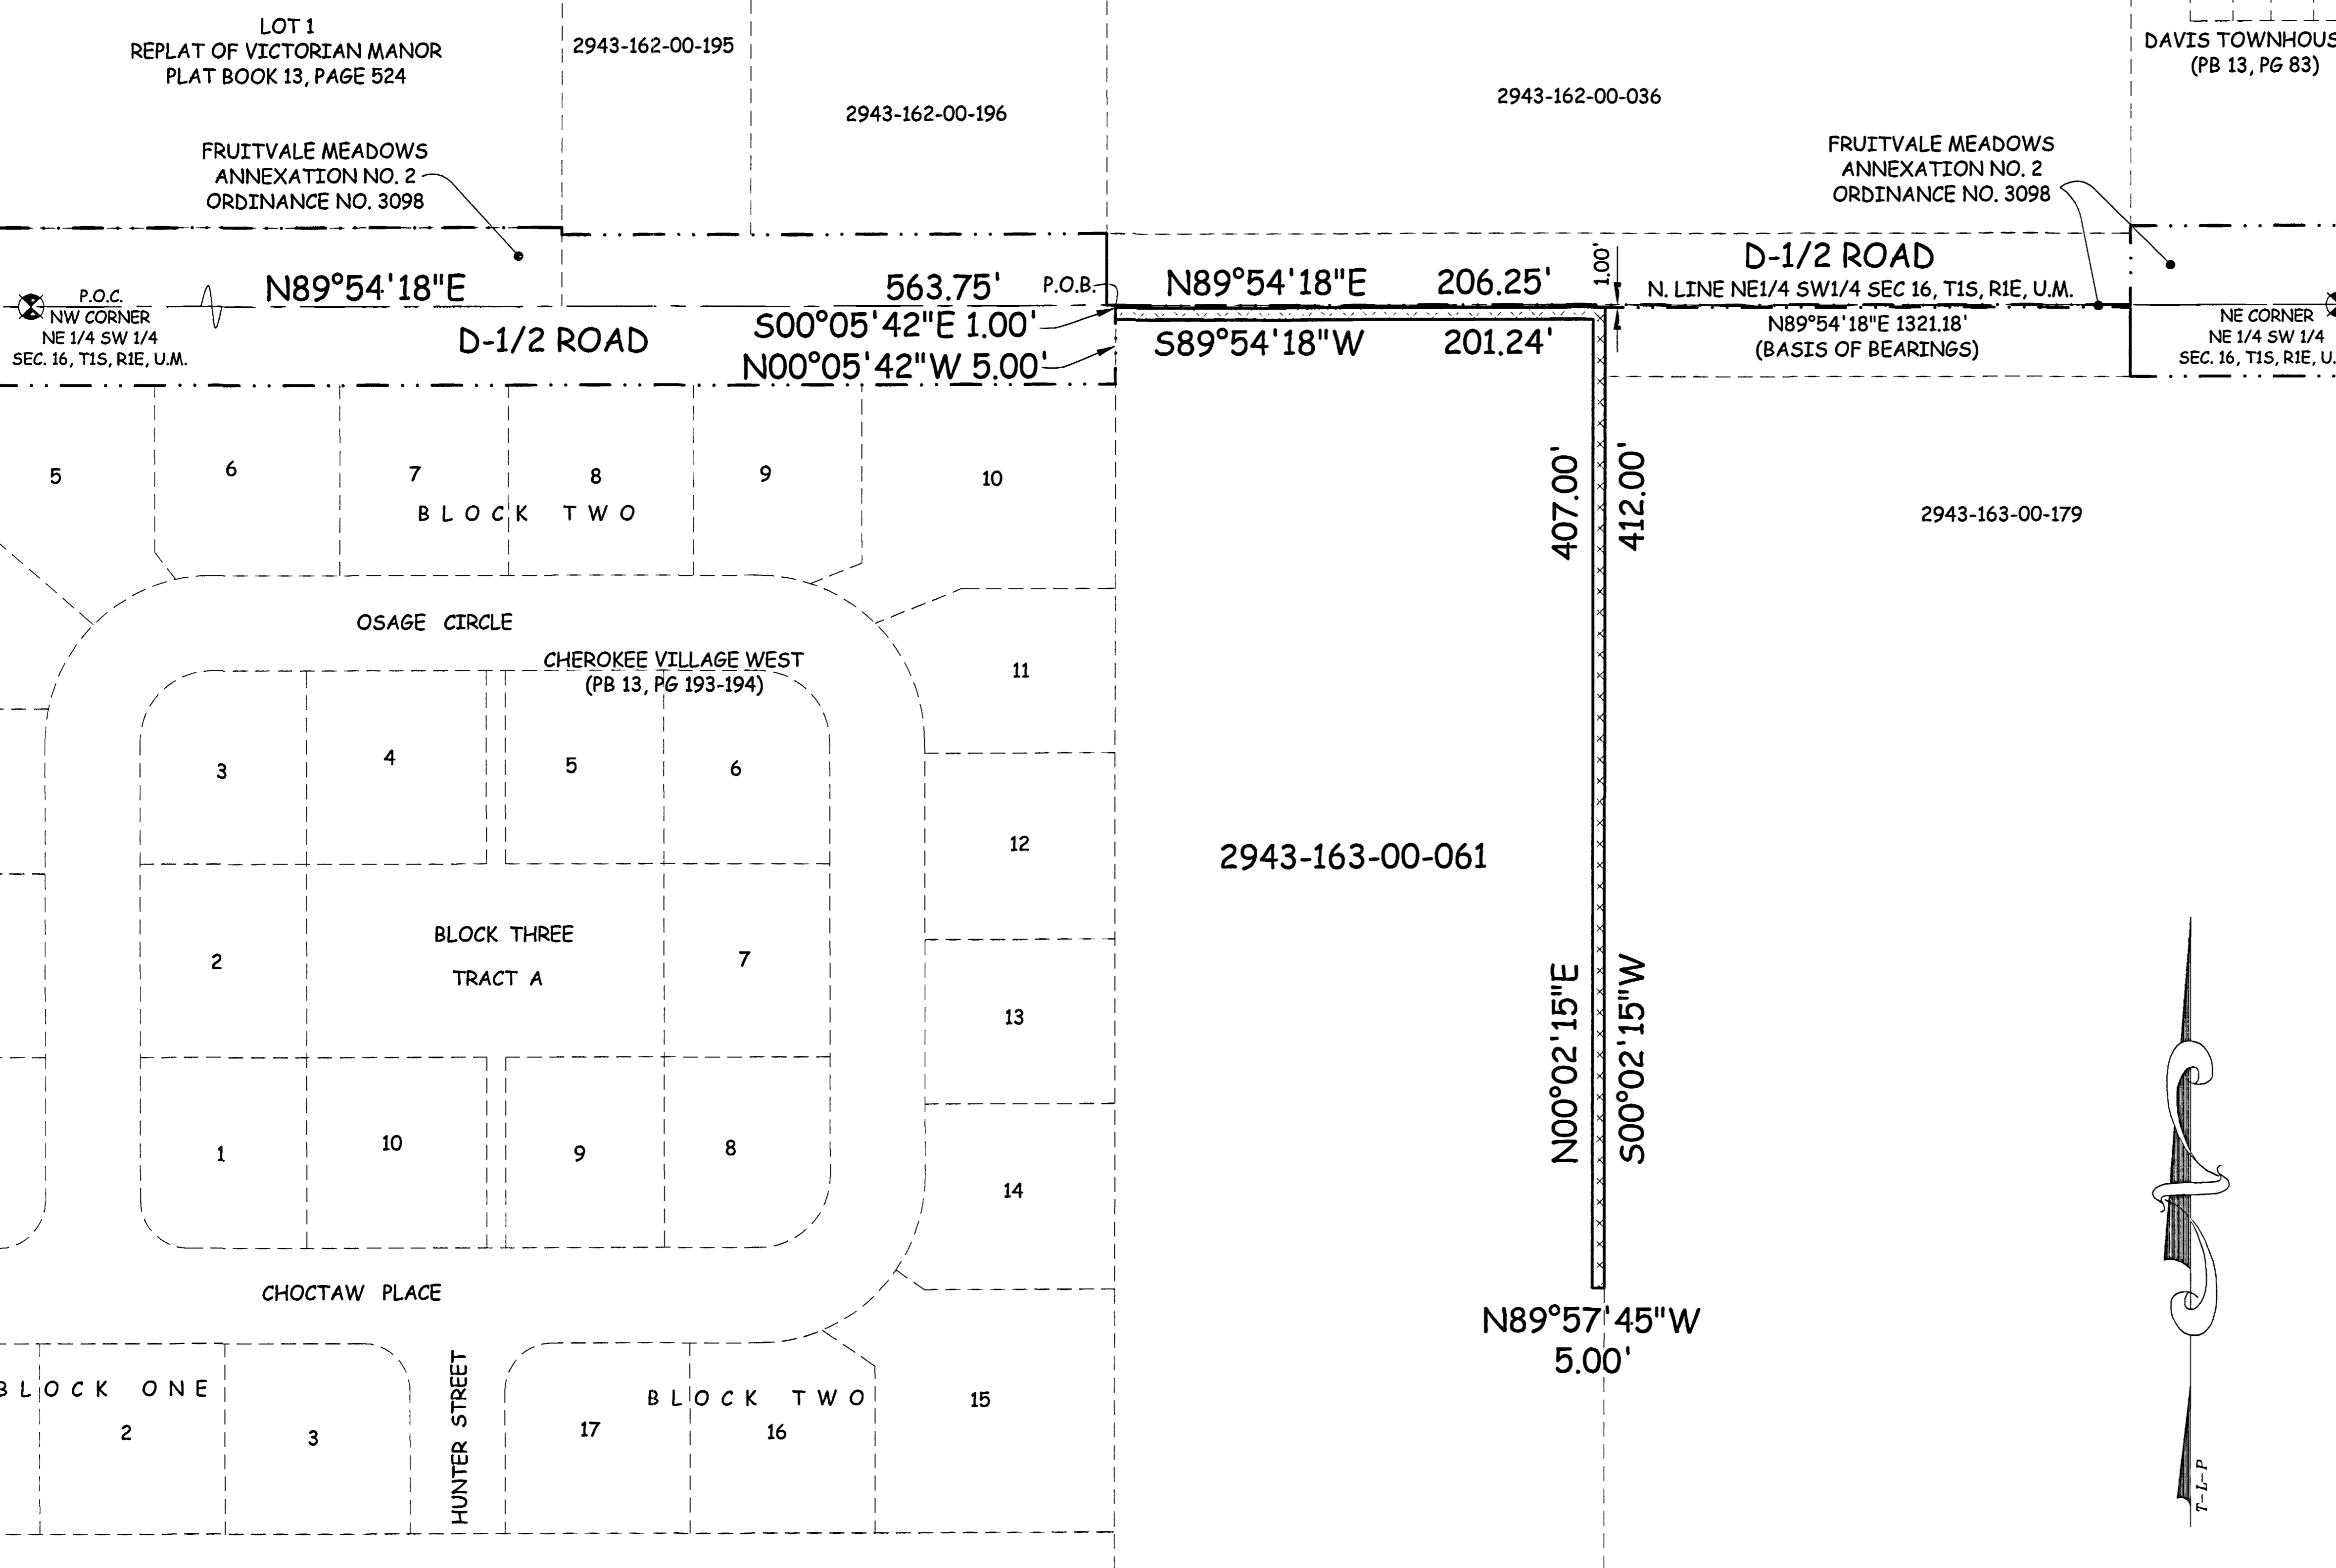 LOT 1
REPLAT OF VICTORIAN MANOR
PLAT BOOK 13, PAGE 524
2943-162-00-195
2943-162-00-196
2943-162-00-036
DAVIS TOWNHOUS
(PB 13, PG 83)
FRUITVALE MEADOWS
ANNEXATION NO. 2
ORDINANCE NO. 3098
FRUITVALE MEADOWS
ANNEXATION NO. 2
ORDINANCE NO. 3098
P.O.C.
NW CORNER
NE 1/4 SW 1/4
SEC. 16, T1S, R1E, U.M.
N89°54'18"E
563.75'
P.O.B.
N89°54'18"E
206.25'
1.00'
D-1/2 ROAD
N. LINE NE1/4 SW1/4 SEC 16, T1S, R1E, U.M.
N89°54'18"E 1321.18'
(BASIS OF BEARINGS)
NE CORNER
NE 1/4 SW 1/4
SEC. 16, T1S, R1E, U.
D-1/2 ROAD
S00°05'42"E 1.00'
N00°05'42"W 5.00'
S89°54'18"W
201.24'
5
6
7
8
9
10
BLOCK TWO
407.00'
412.00'
2943-163-00-179
OSAGE CIRCLE
CHEROKEE VILLAGE WEST
(PB 13, PG 193-194)
11
3
4
5
6
12
2943-163-00-061
BLOCK THREE
TRACT A
2
7
13
N00°02'15"E
S00°02'15"W
1
10
9
8
14
CHOCTAW PLACE
N89°57'45"W
5.00'
HUNTER STREET
BLOCK ONE
BLOCK TWO
2
3
17
16
15
T-L-P